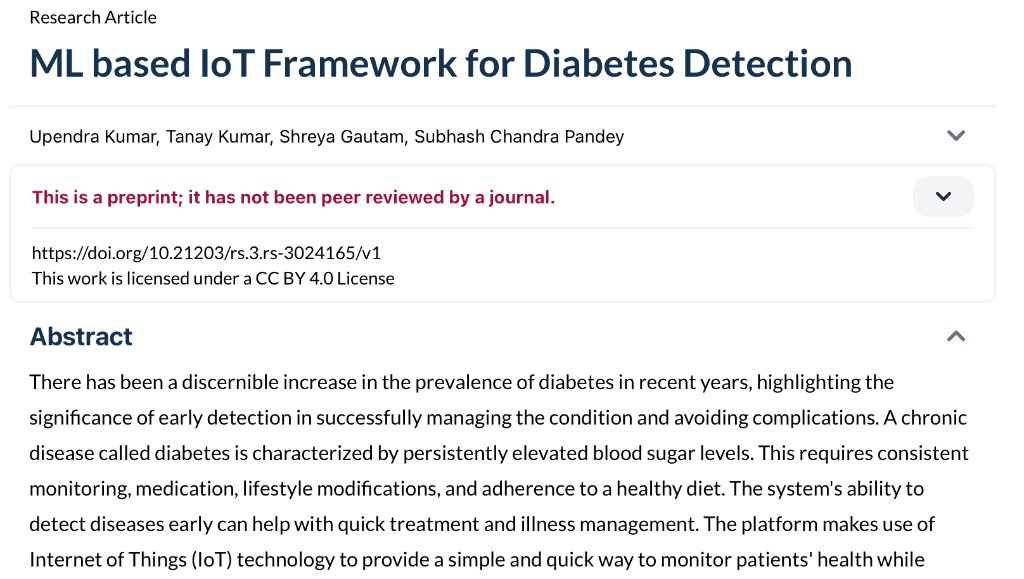 Research Article
ML based IoT Framework for Diabetes Detection
Upendra Kumar, Tanay Kumar, Shreya Gautam, Subhash Chandra Pandey
This is a preprint; it has not been peer reviewed by a journal.
https://doi.org/10.21203/rs.3.rs-3024165/v1
This work is licensed under a CC BY 4.0 License
Abstract
There has been a discernible increase in the prevalence of diabetes in recent years, highlighting the
significance of early detection in successfully managing the condition and avoiding complications. A chronic
disease called diabetes is characterized by persistently elevated blood sugar levels. This requires consistent
monitoring, medication, lifestyle modifications, and adherence to a healthy diet. The system's ability to
detect diseases early can help with quick treatment and illness management. The platform makes use of
Internet of Things (IoT) technology to provide a simple and quick way to monitor patients' health while